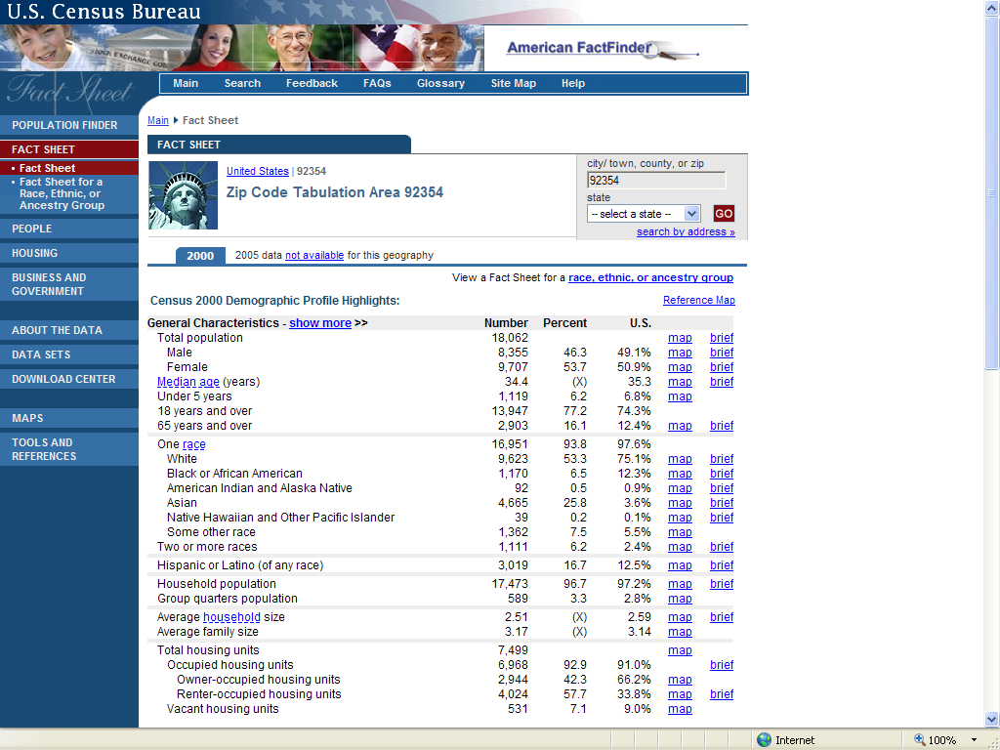 U.S. Census Bureau
STOCK EXCHANGE
American FactFinder
Main Search Feedback FAQs Glossary Site Map Help
Fact Sheet
POPULATION FINDER
FACT SHEET
• Fact Sheet
• Fact Sheet for a
Race, Ethnic, or
Ancestry Group
PEOPLE
HOUSING
BUSINESS AND
GOVERNMENT
ABOUT THE DATA
DATA SETS
DOWNLOAD CENTER
MAPS
TOOLS AND
REFERENCES
Main Fact Sheet
FACT SHEET
United States | 92354
Zip Code Tabulation Area 92354
city/ town, county, or zip
92354
state
-- select a state --
GO
search by address »
2000 2005 data not available for this geography
View a Fact Sheet for a race, ethnic, or ancestry group
Census 2000 Demographic Profile Highlights: Reference Map
General Characteristics - show more >> Number Percent U.S.
Total population 18,062 map brief
Male 8,355 46.3 49.1% map brief
Female 9,707 53.7 50.9% map brief
Median age (years) 34.4 (X) 35.3 map brief
Under 5 years 1,119 6.2 6.8% map
18 years and over 13,947 77.2 74.3%
65 years and over 2,903 16.1 12.4% map brief
One race 16,951 93.8 97.6%
White 9,623 53.3 75.1% map brief
Black or African American 1,170 6.5 12.3% map brief
American Indian and Alaska Native 92 0.5 0.9% map brief
Asian 4,665 25.8 3.6% map brief
Native Hawaiian and Other Pacific Islander 39 0.2 0.1% map brief
Some other race 1,362 7.5 5.5% map
Two or more races 1,111 6.2 2.4% map brief
Hispanic or Latino (of any race) 3,019 16.7 12.5% map brief
Household population 17,473 96.7 97.2% map brief
Group quarters population 589 3.3 2.8% map
Average household size 2.51 (X) 2.59 map brief
Average family size 3.17 (X) 3.14 map
Total housing units 7,499 map
Occupied housing units 6,968 92.9 91.0% brief
Owner-occupied housing units 2,944 42.3 66.2% map
Renter-occupied housing units 4,024 57.7 33.8% map brief
Vacant housing units 531 7.1 9.0% map
Internet 100%